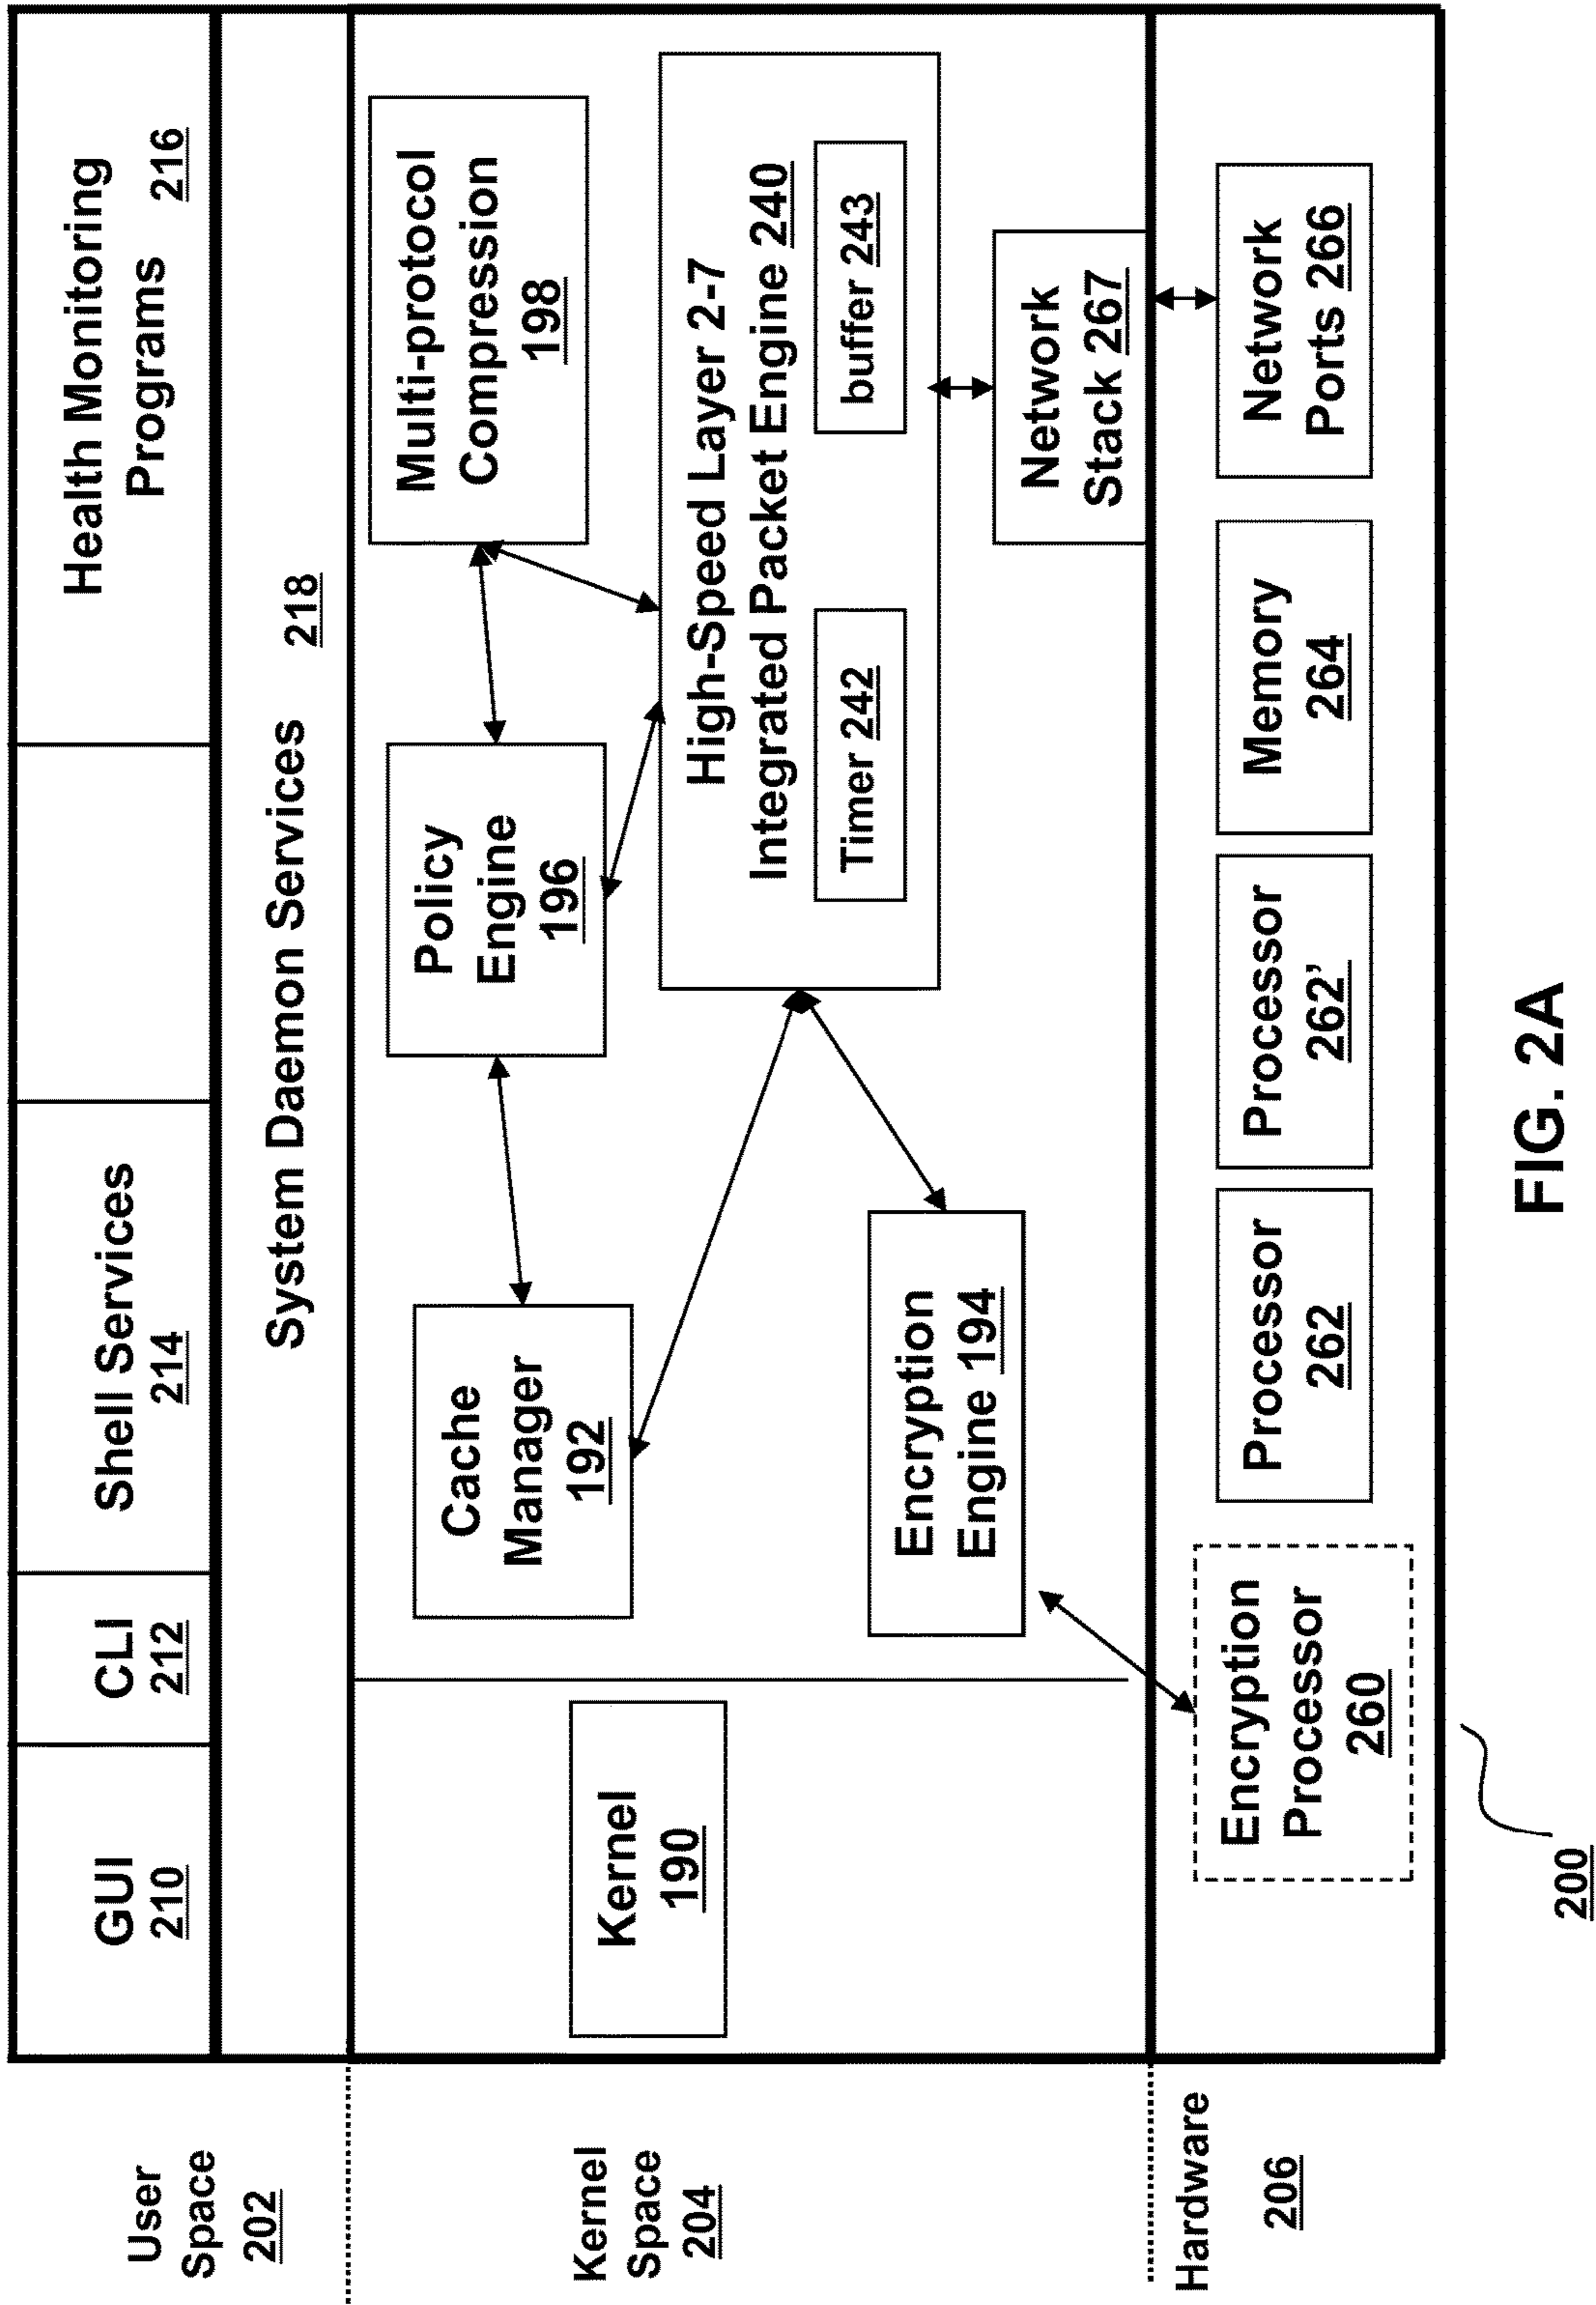 User
Space
202
GUI
210
CLI
212
Shell Services
214
Health Monitoring
Programs 216
System Daemon Services 218
Kernel
Space
204
Kernel
190
Cache
Manager
192
Policy
Engine
196
Multi-protocol
Compression
198
High-Speed Layer 2-7
Integrated Packet Engine 240
Timer 242
buffer 243
Encryption
Engine 194
Network
Stack 267
Hardware
206
Encryption
Processor
260
Processor
262
Processor
262’
Memory
264
Network
Ports 266
200
FIG. 2A